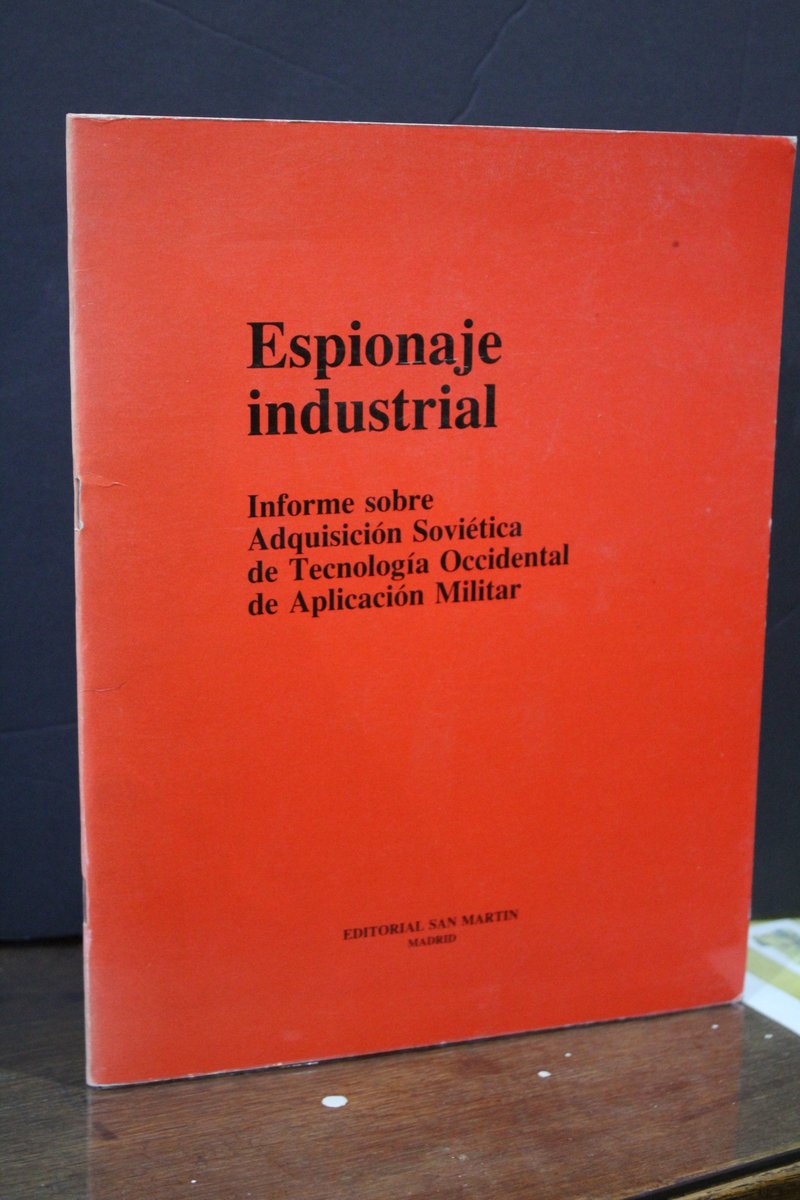 Espionaje
industrial
Informe sobre
Adquisición Soviética
de Tecnología Occidental
de Aplicación Militar
EDITORIAL SAN MARTIN
MADRID